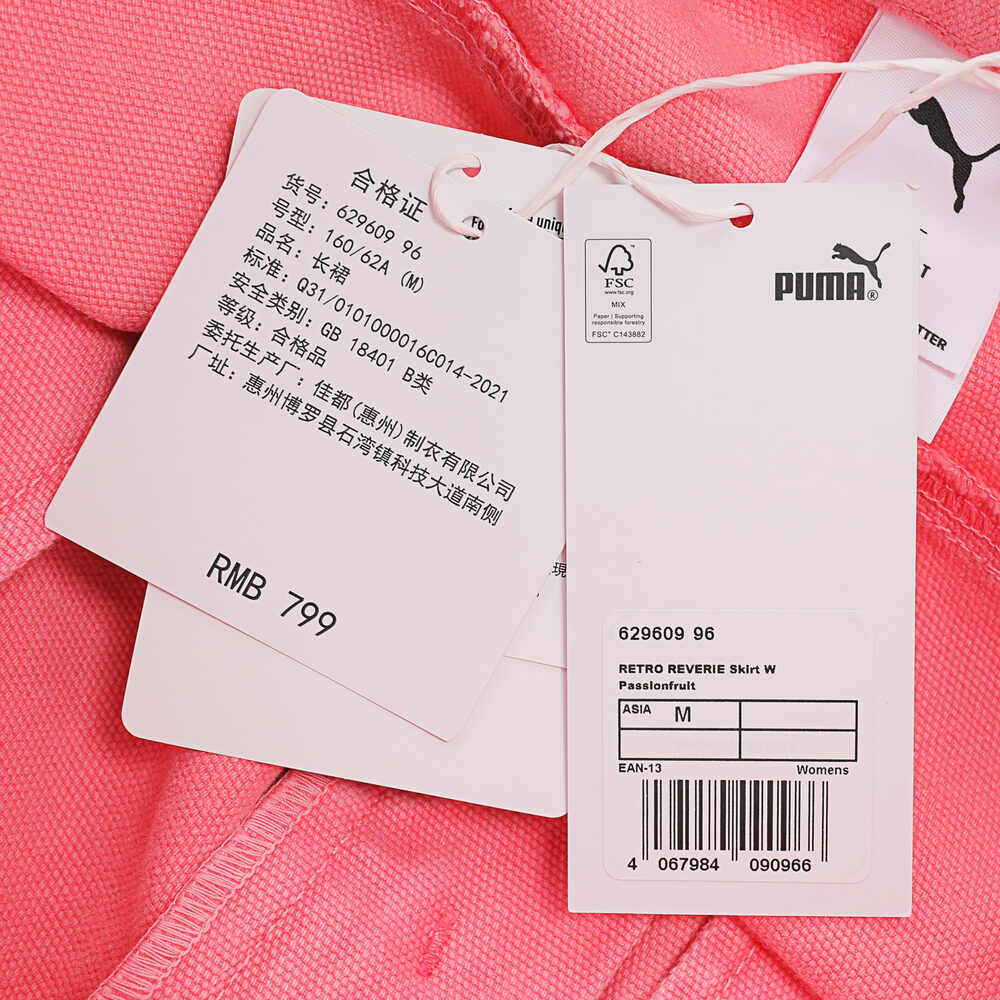 合格证
货号: 629609 96
号型: 160/62A (M)
品名: 长裙
标准: Q31/0101000016C014-2021
安全类别: GB 18401 B类
等级: 合格品
委托生产厂: 佳都(惠州)制衣有限公司
厂址: 惠州博罗县石湾镇科技大道南侧
RMB 799
FSC
www.fsc.org
MIX
Paper | Supporting
responsible forestry
FSC® C143882
PUMA®
629609 96
RETRO REVERIE Skirt W
Passionfruit
ASIA M
EAN-13 Womens
4 067984 090966